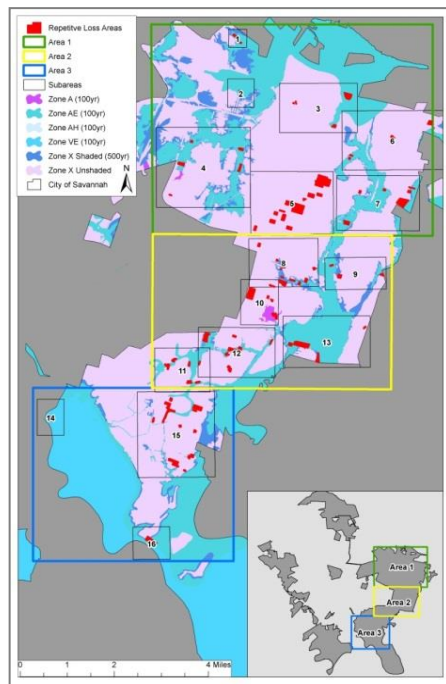 Repetitve Loss Areas
Area 1
Area 2
Area 3
Subareas
Zone A (100yr)
Zone AE (100yr)
Zone AH (100yr)
Zone VE (100yr)
Zone X Shaded (500yr)
Zone X Unshaded
City of Savannah
N
1
2
3
4
5
6
7
8
9
10
11
12
13
14
15
16
Area 1
Area 2
Area 3
0 1 2 4 Miles